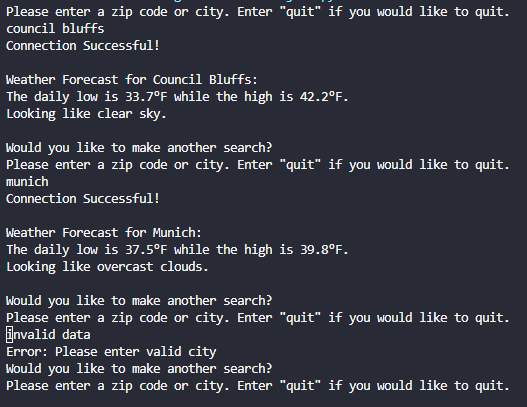 Please enter a zip code or city. Enter "quit" if you would like to quit.
council bluffs
Connection Successful!
Weather Forecast for Council Bluffs:
The daily low is 33.7°F while the high is 42.2°F.
Looking like clear sky.
Would you like to make another search?
Please enter a zip code or city. Enter "quit" if you would like to quit.
munich
Connection Successful!
Weather Forecast for Munich:
The daily low is 37.5°F while the high is 39.8°F.
Looking like overcast clouds.
Would you like to make another search?
Please enter a zip code or city. Enter "quit" if you would like to quit.
invalid data
Error: Please enter valid city
Would you like to make another search?
Please enter a zip code or city. Enter "quit" if you would like to quit.